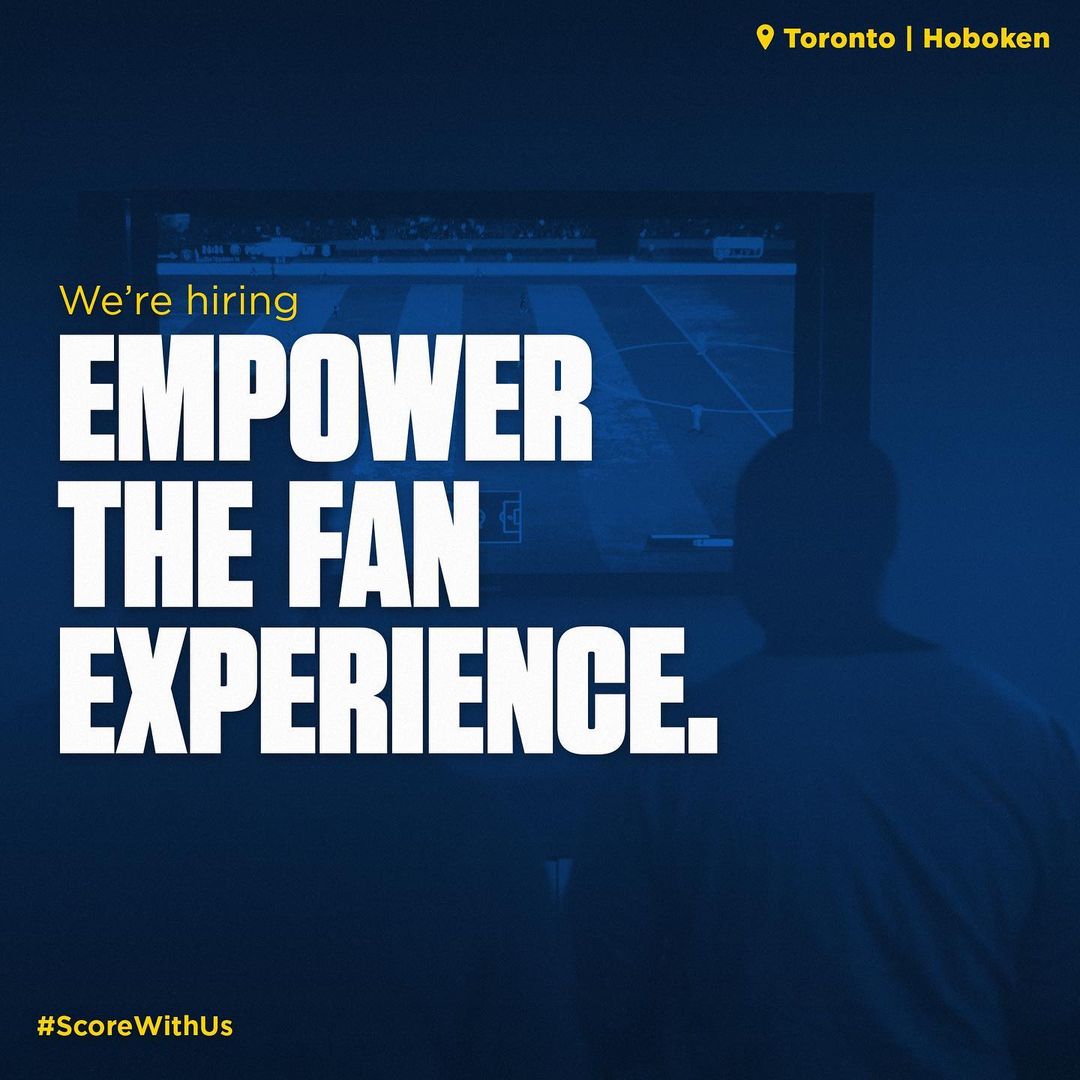 Toronto | Hoboken
We're hiring
EMPOWER
THE FAN
EXPERIENCE.
#ScoreWithUs